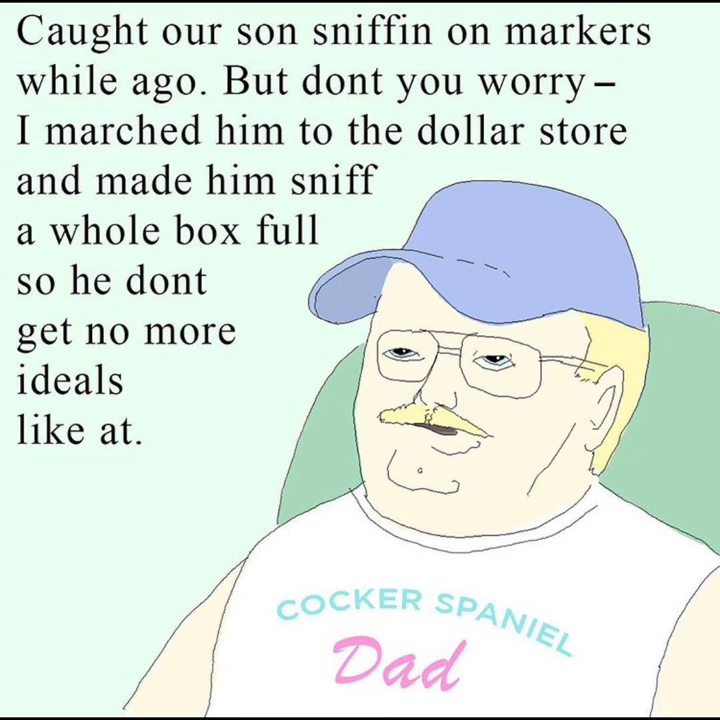 Caught our son sniffin on markers
while ago. But dont you worry –
I marched him to the dollar store
and made him sniff
a whole box full
so he dont
get no more
ideals
like at.
COCKER SPANIEL
Dad